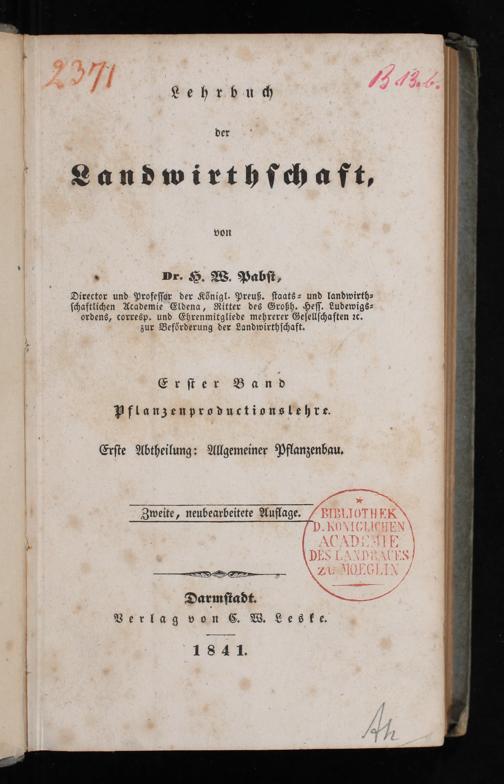 2371
B 13. b.
Lehrbuch
der
Landwirthschaft,
von
Dr. H. W. Pabst,
Director und Professor der Königl. Preuß. staats= und landwirth=
schaftlichen Academie Eldena, Ritter des Großh. Hess. Ludewigs-
ordens, corresp. und Ehrenmitgliede mehrerer Gesellschaften ꝛc.
zur Beförderung der Landwirthschaft.
Erster Band
Pflanzenproductionslehre.
Erste Abtheilung: Allgemeiner Pflanzenbau.
Zweite, neubearbeitete Auflage.
BIBLIOTHEK
D. KÖNIGLICHEN
ACADEMIE
DES LANDBAUES
ZU MOEGLIN
Darmstadt.
Verlag von C. W. Leske.
1841.